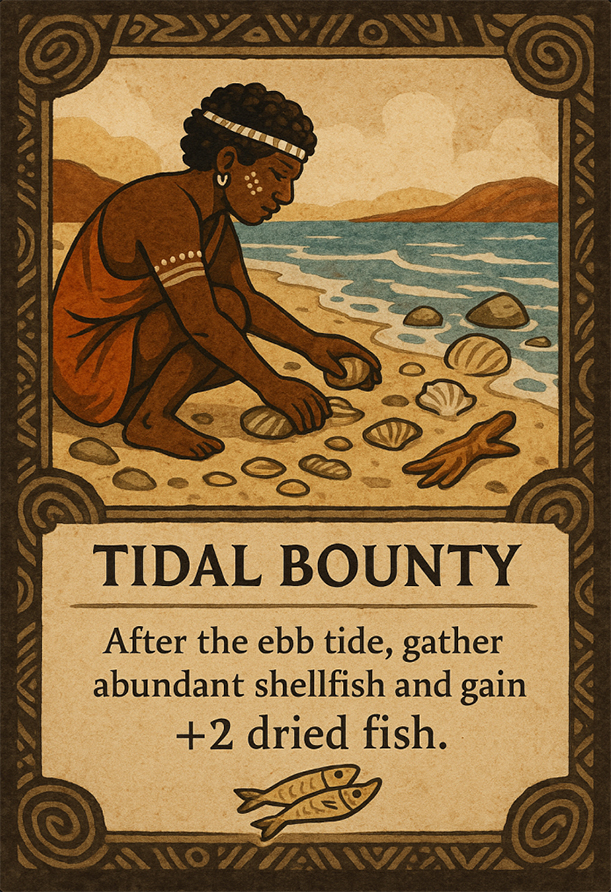 TIDAL BOUNTY
After the ebb tide, gather
abundant shellfish and gain
+2 dried fish.